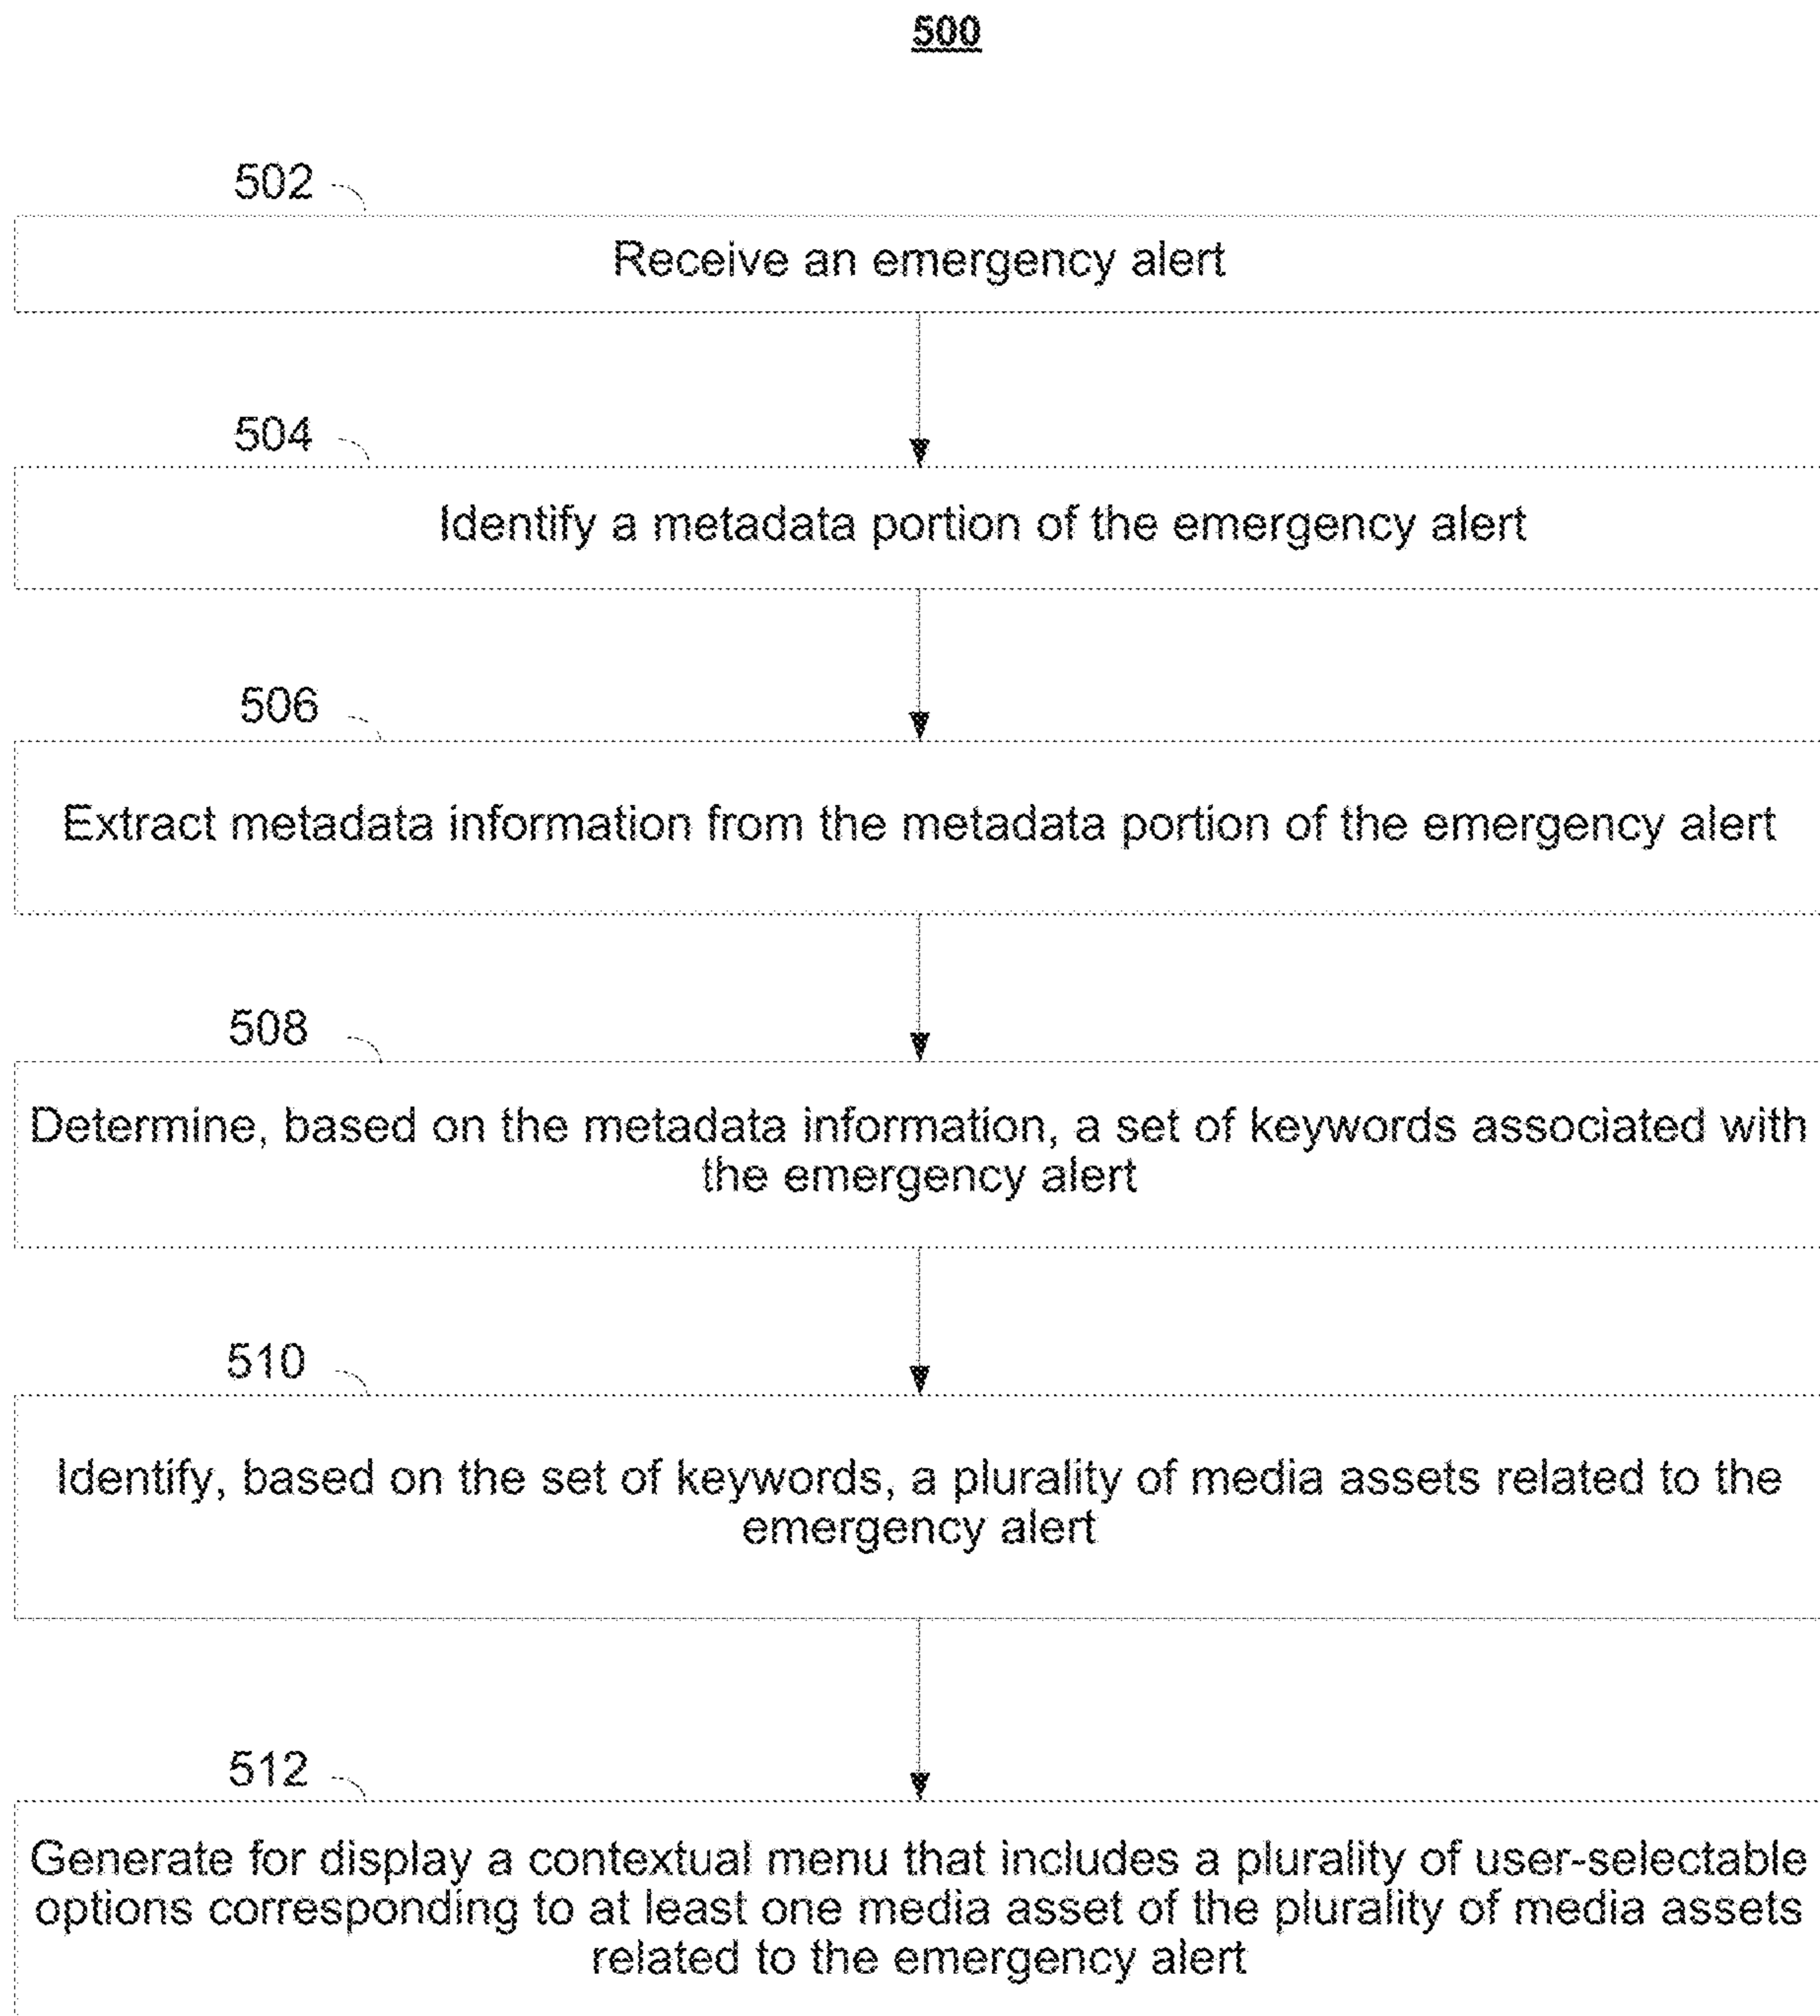 500
502
Receive an emergency alert
504
Identify a metadata portion of the emergency alert
506
Extract metadata information from the metadata portion of the emergency alert
508
Determine, based on the metadata information, a set of keywords associated with
the emergency alert
510
Identify, based on the set of keywords, a plurality of media assets related to the
emergency alert
512
Generate for display a contextual menu that includes a plurality of user-selectable
options corresponding to at least one media asset of the plurality of media assets
related to the emergency alert